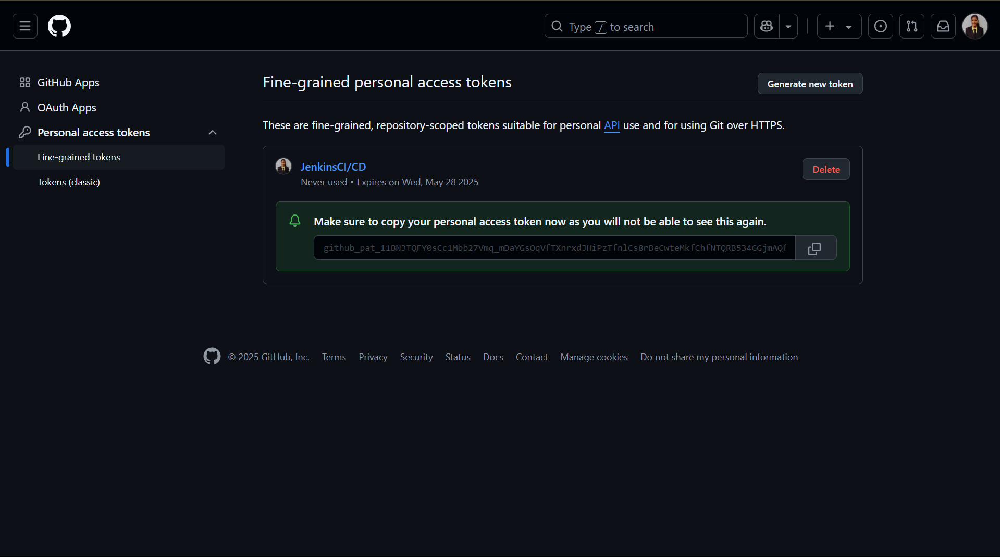 Type / to search
GitHub Apps
OAuth Apps
Personal access tokens
Fine-grained tokens
Tokens (classic)
Fine-grained personal access tokens
Generate new token
These are fine-grained, repository-scoped tokens suitable for personal API use and for using Git over HTTPS.
JenkinsCI/CD
Delete
Never used • Expires on Wed, May 28 2025
Make sure to copy your personal access token now as you will not be able to see this again.
github_pat_11BN3TQFY0sCc1Mbb27Vmq_mDaYGsOqVfTXnrxdJHiPzTfnlCs8rBeCwteMkfChfNTQRB534GGjmAQf
© 2025 GitHub, Inc. Terms Privacy Security Status Docs Contact Manage cookies Do not share my personal information